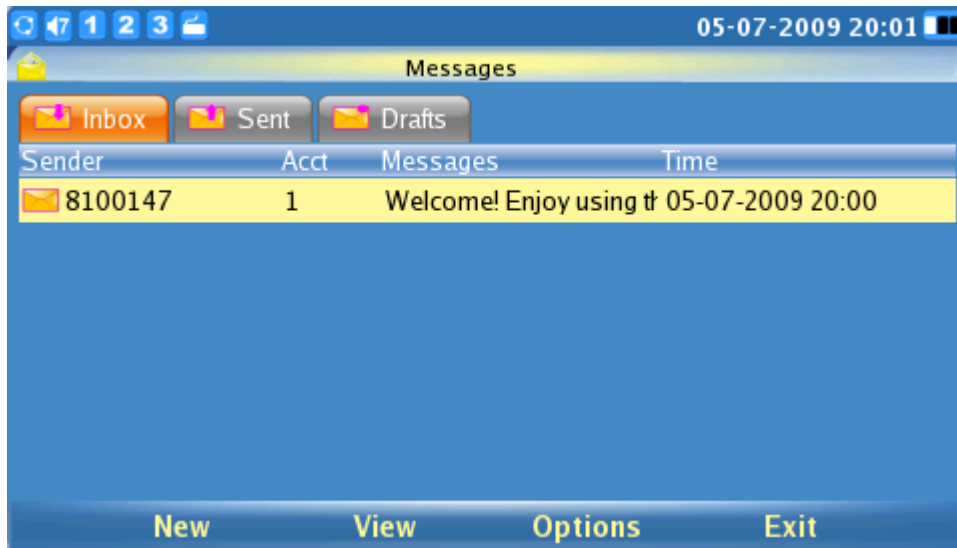 7 1 2 3 05-07-2009 20:01
Messages
Inbox Sent Drafts
Sender Acct Messages Time
8100147 1 Welcome! Enjoy using 05-07-2009 20:00
New View Options Exit